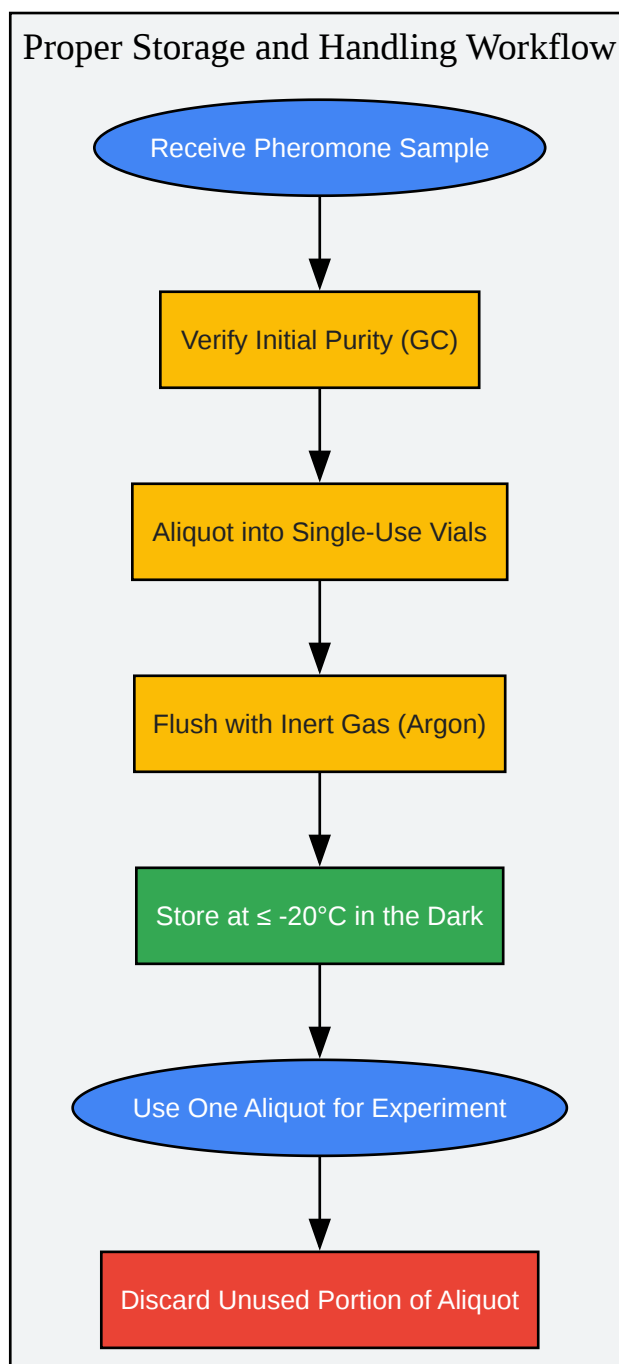 Proper Storage and Handling Workflow
Receive Pheromone Sample
Verify Initial Purity (GC)
Aliquot into Single-Use Vials
Flush with Inert Gas (Argon)
Store at ≤ -20°C in the Dark
Use One Aliquot for Experiment
Discard Unused Portion of Aliquot